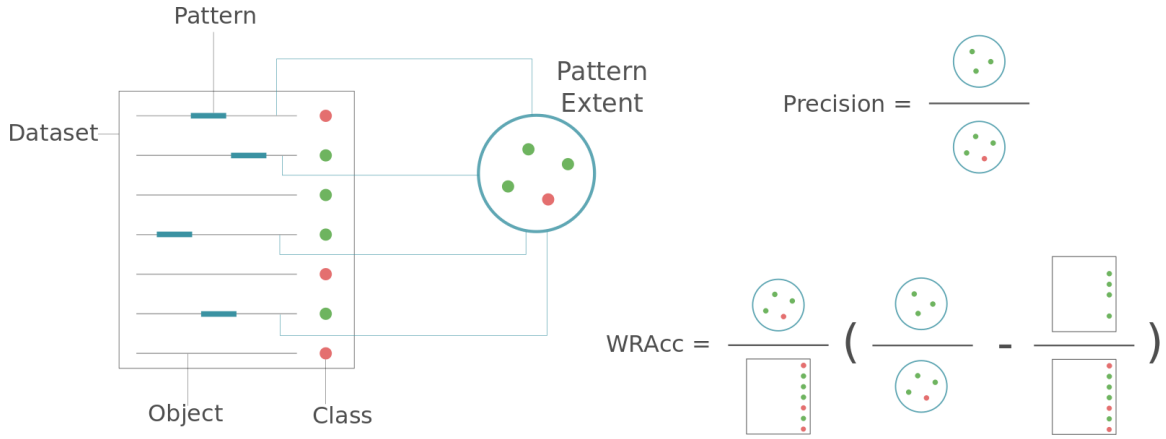 Pattern
Dataset
Object
Class
Pattern
Extent
Precision =
WRAcc = ( - )